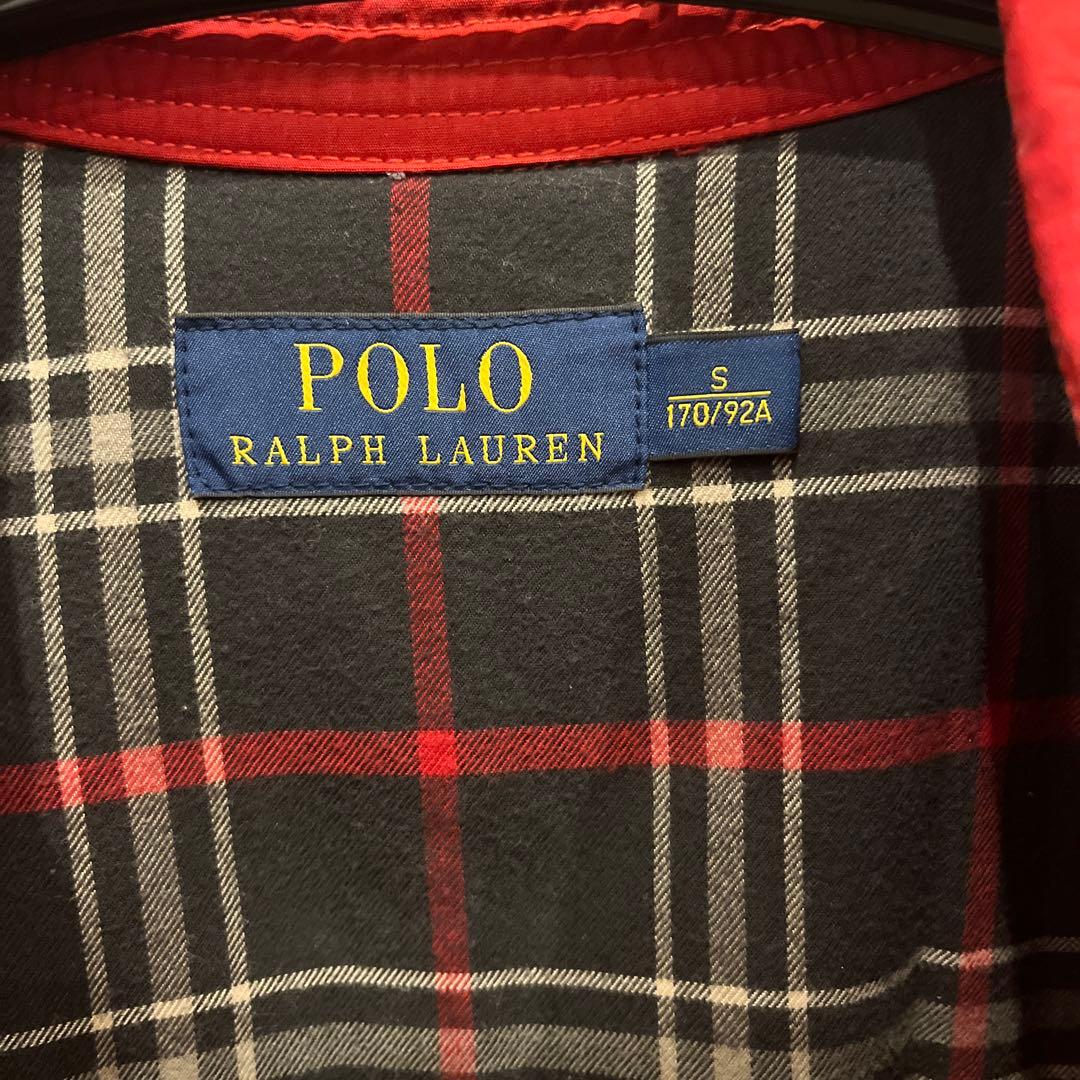 POLO
RALPH LAUREN
S
170/92A